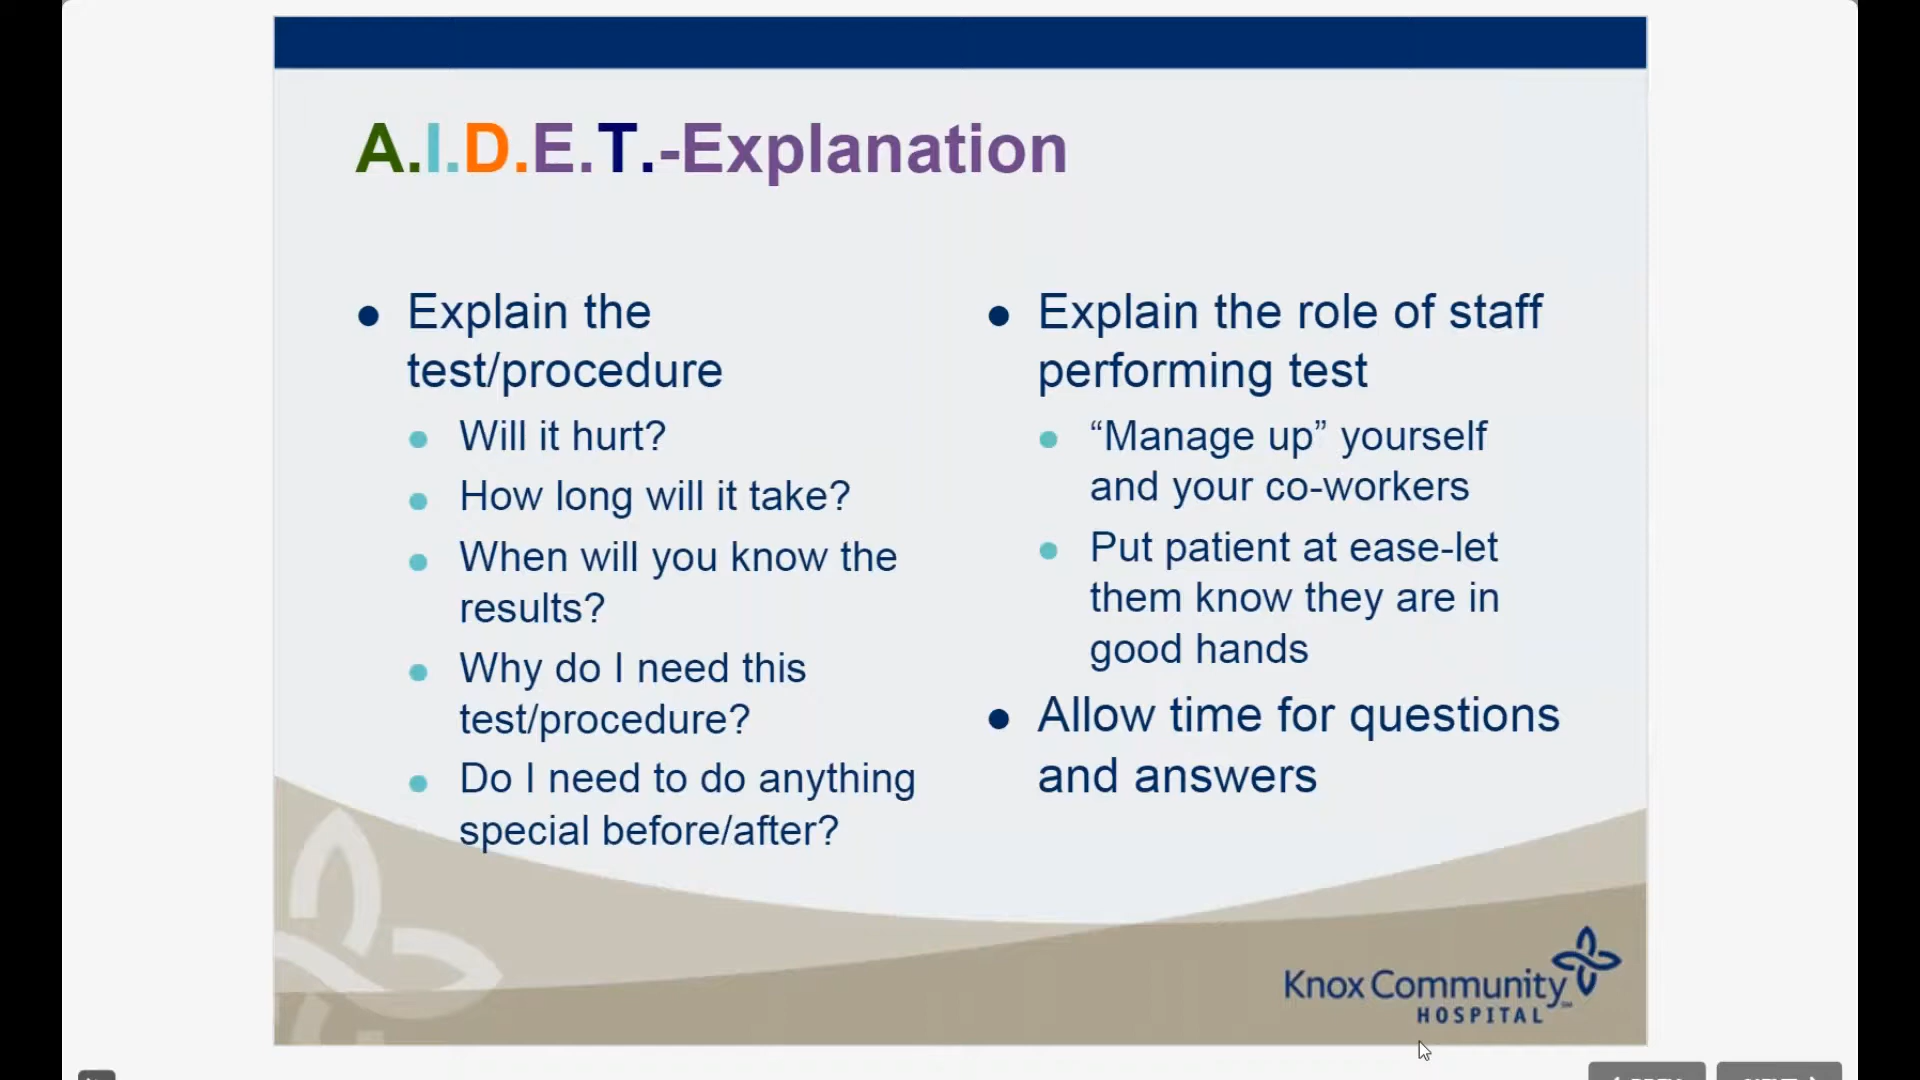 A.I.D.E.T.-Explanation
Explain the
test/procedure
Will it hurt?
How long will it take?
When will you know the
results?
Why do I need this
test/procedure?
Do I need to do anything
special before/after?
Explain the role of staff
performing test
“Manage up” yourself
and your co-workers
Put patient at ease-let
them know they are in
good hands
Allow time for questions
and answers
Knox Community
HOSPITAL